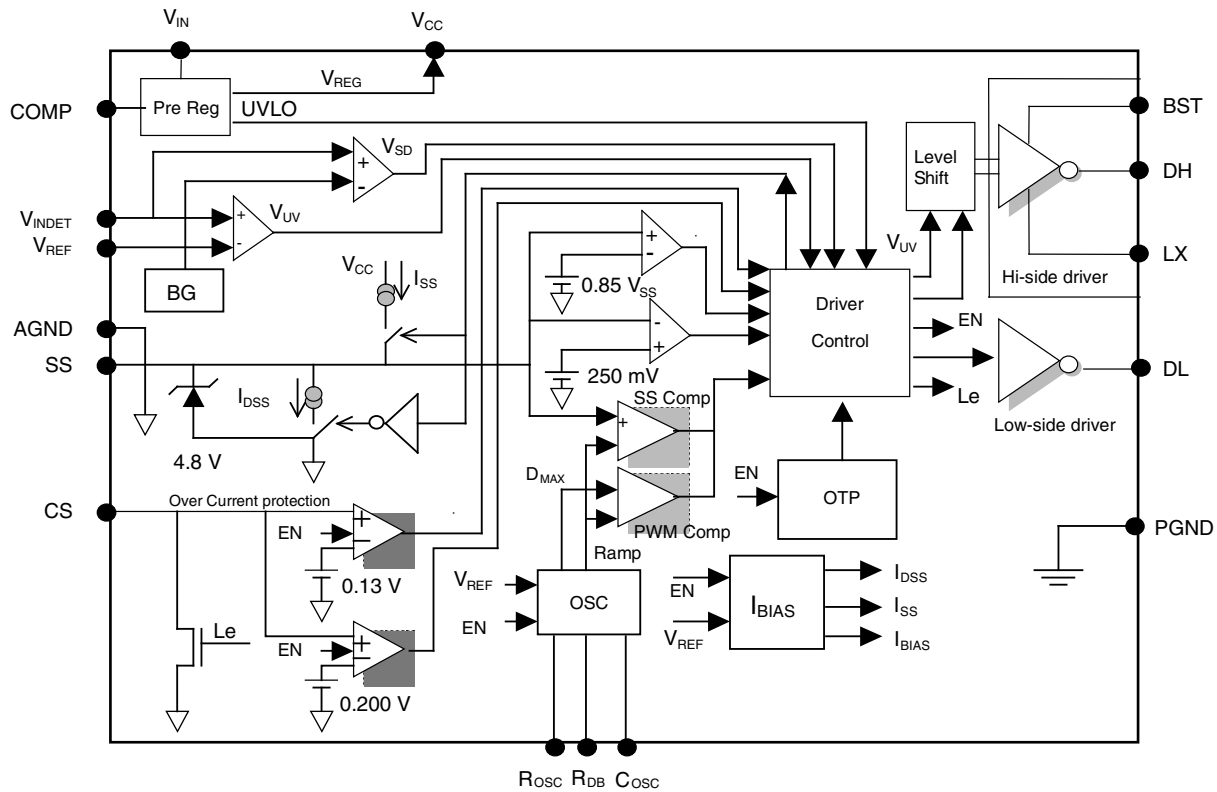 VIN
VCC
VREG
COMP
Pre Reg
UVLO
BST
VSD
Level
Shift
DH
VINDET
VUV
VREF
VUV
LX
VCC
ISS
Hi-side driver
BG
0.85 VSS
Driver
Control
AGND
EN
SS
250 mV
DL
IDSS
Le
SS Comp
Low-side driver
4.8 V
DMAX
EN
OTP
Over Current protection
CS
EN
PWM Comp
PGND
Ramp
0.13 V
VREF
OSC
EN
IBIAS
IDSS
ISS
EN
VREF
IBIAS
Le
EN
0.200 V
ROSC
RDB
COSC
+
-
+
-
+
-
-
+
+
+
-
+
-